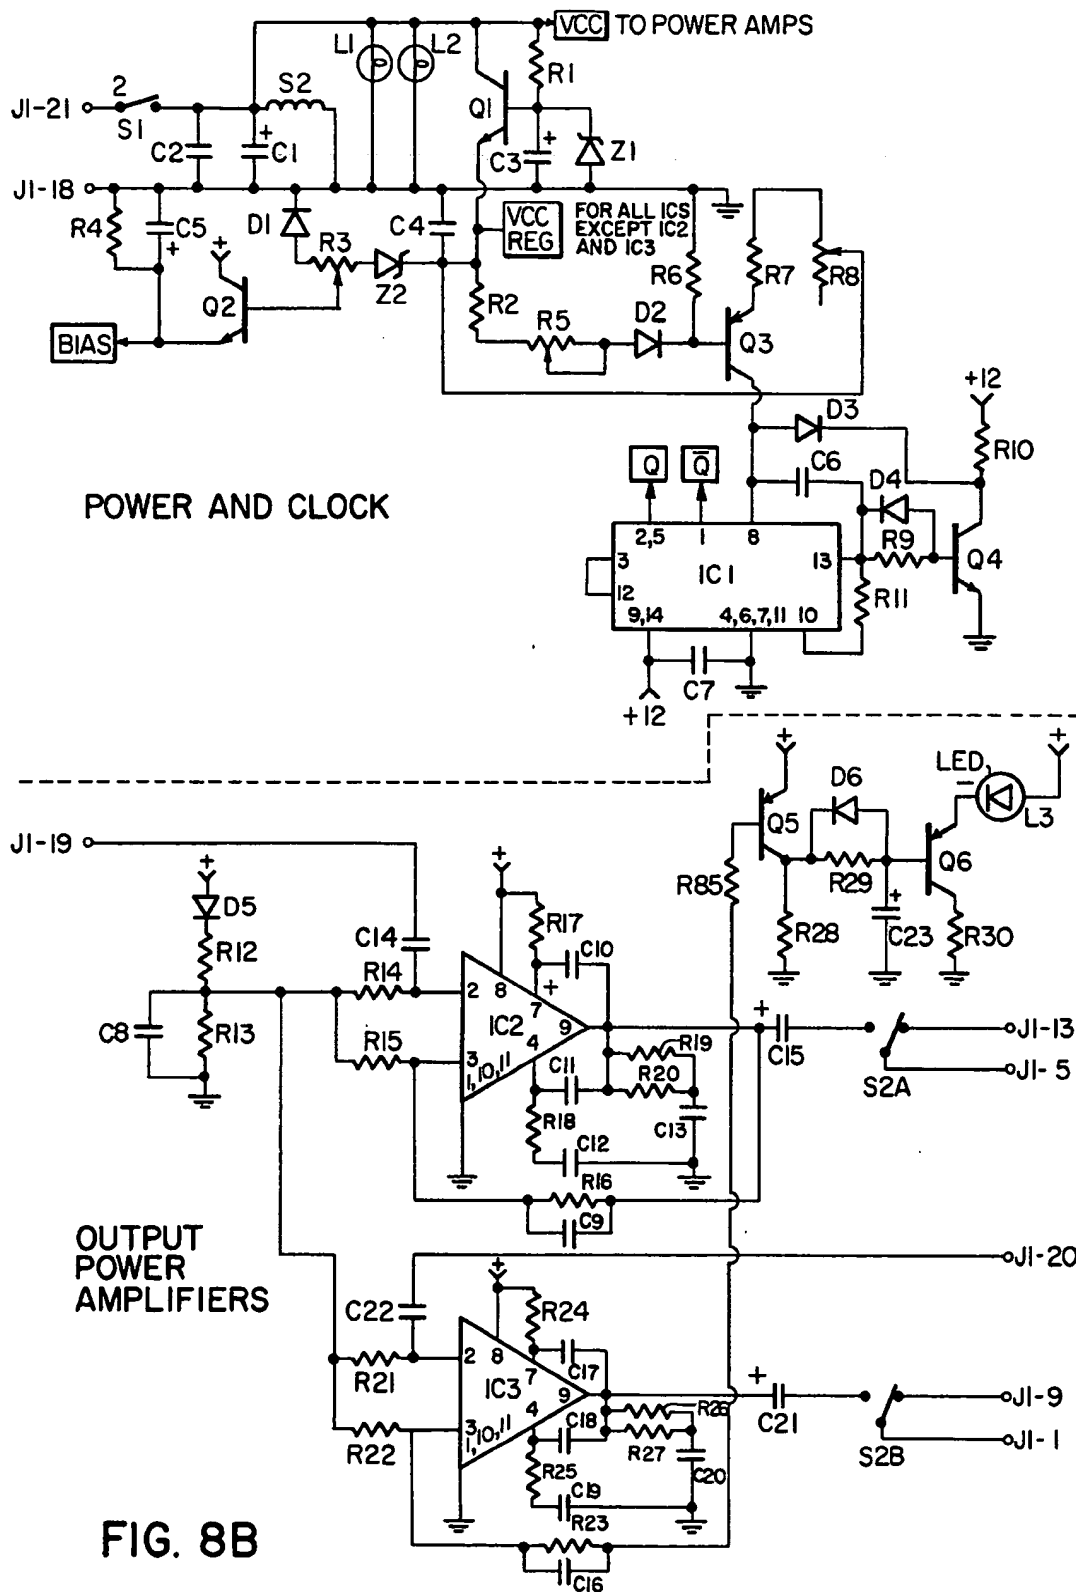 VCC TO POWER AMPS
L1 L2
R1
2 S2
J1-21
S1
Q1
C2 + C1
+ C3 Z1
J1-18
R4 C5 +
D1 R3
C4
VCC REG
FOR ALL ICS
EXCEPT IC2
AND IC3
R6 R7 R8
+
Q2
Z2
R2 R5 D2
Q3
BIAS
+12
D3
R10
Q Q̄
C6
D4
POWER AND CLOCK
2,5 1 8
3 IC1 13 R9 Q4
12
R11
9,14 4,6,7,11 10
C7
+12
+ D6 LED - +
Q5 L3
J1-19
+ +
R85 R29 Q6
D5
R17
C14 C10
R12
R28 + C23 R30
R14 2 8 7 +
C8 R13 IC2 9
+ J1-13
R15 3 4 C11 R19 C15
1,10,11 R20 J1-5
R18 S2A
C13
C12
R16
C9
OUTPUT
POWER
AMPLIFIERS
J1-20
+
C22 R24
2 8 7 C17
R21 IC3 9
+ J1-9
4 C18 R26 C21
R22 3
1,10,11 R27 J1-1
R25 C20 S2B
C19
R23
C16
FIG. 8B